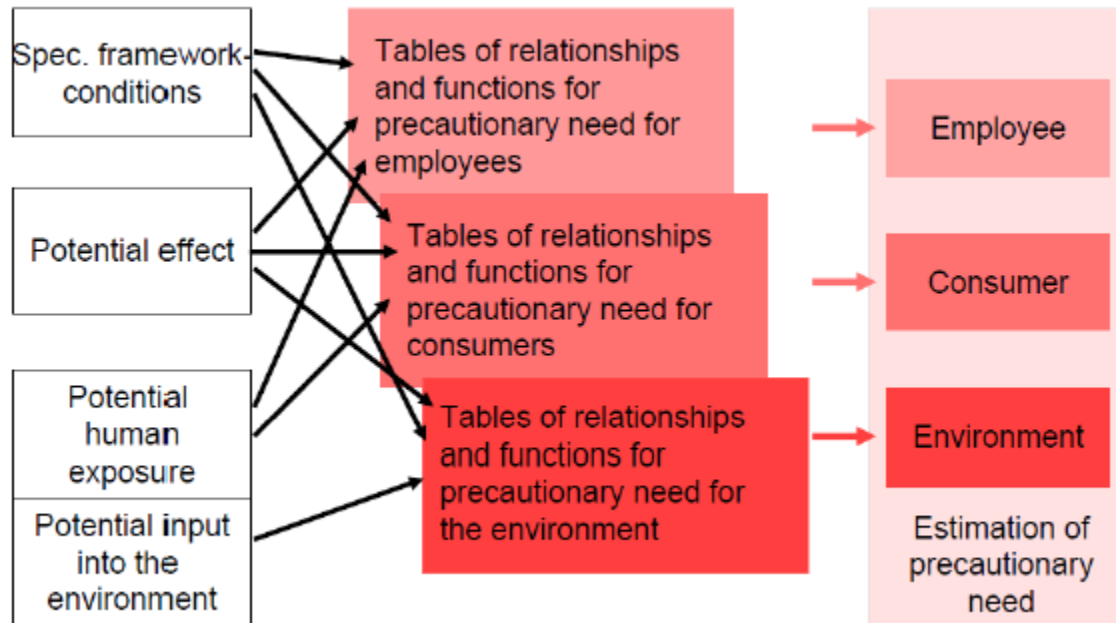 Spec. framework-
conditions
Potential effect
Potential
human
exposure
Potential input
into the
environment
Tables of relationships
and functions for
precautionary need for
employees
Tables of relationships
and functions for
precautionary need for
consumers
Tables of relationships
and functions for
precautionary need for
the environment
Employee
Consumer
Environment
Estimation of
precautionary
need